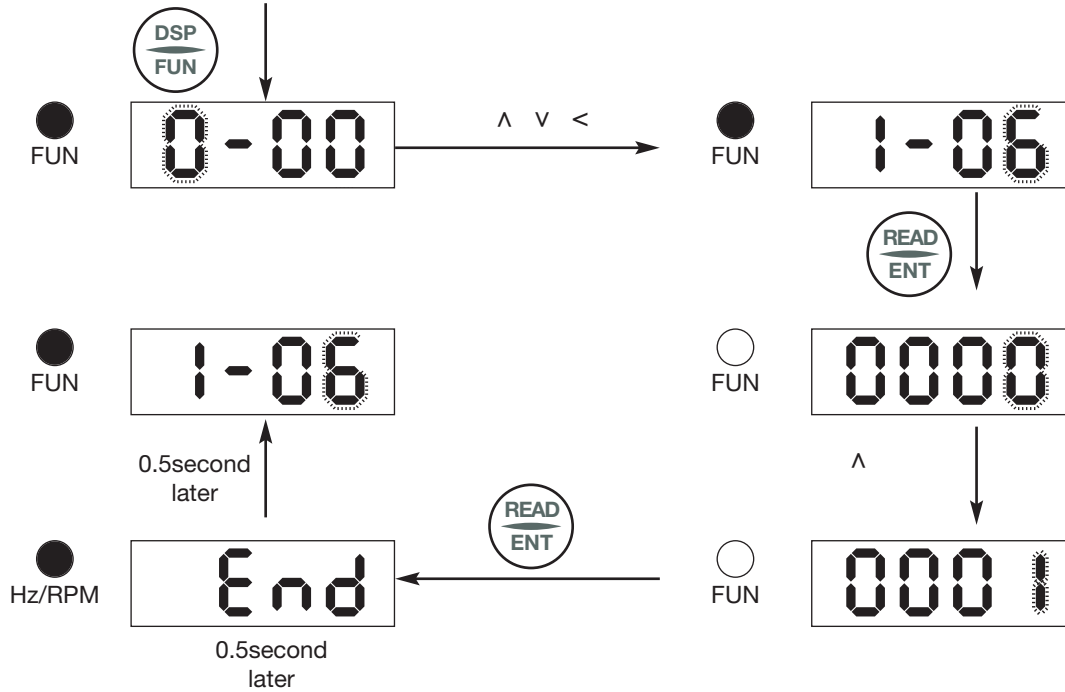 DSP
FUN
FUN
0-00
∧ ∨ <
FUN
1-06
READ
ENT
FUN
1-06
FUN
0000
0.5second
later
∧
READ
ENT
Hz/RPM
End
FUN
0001
0.5second
later